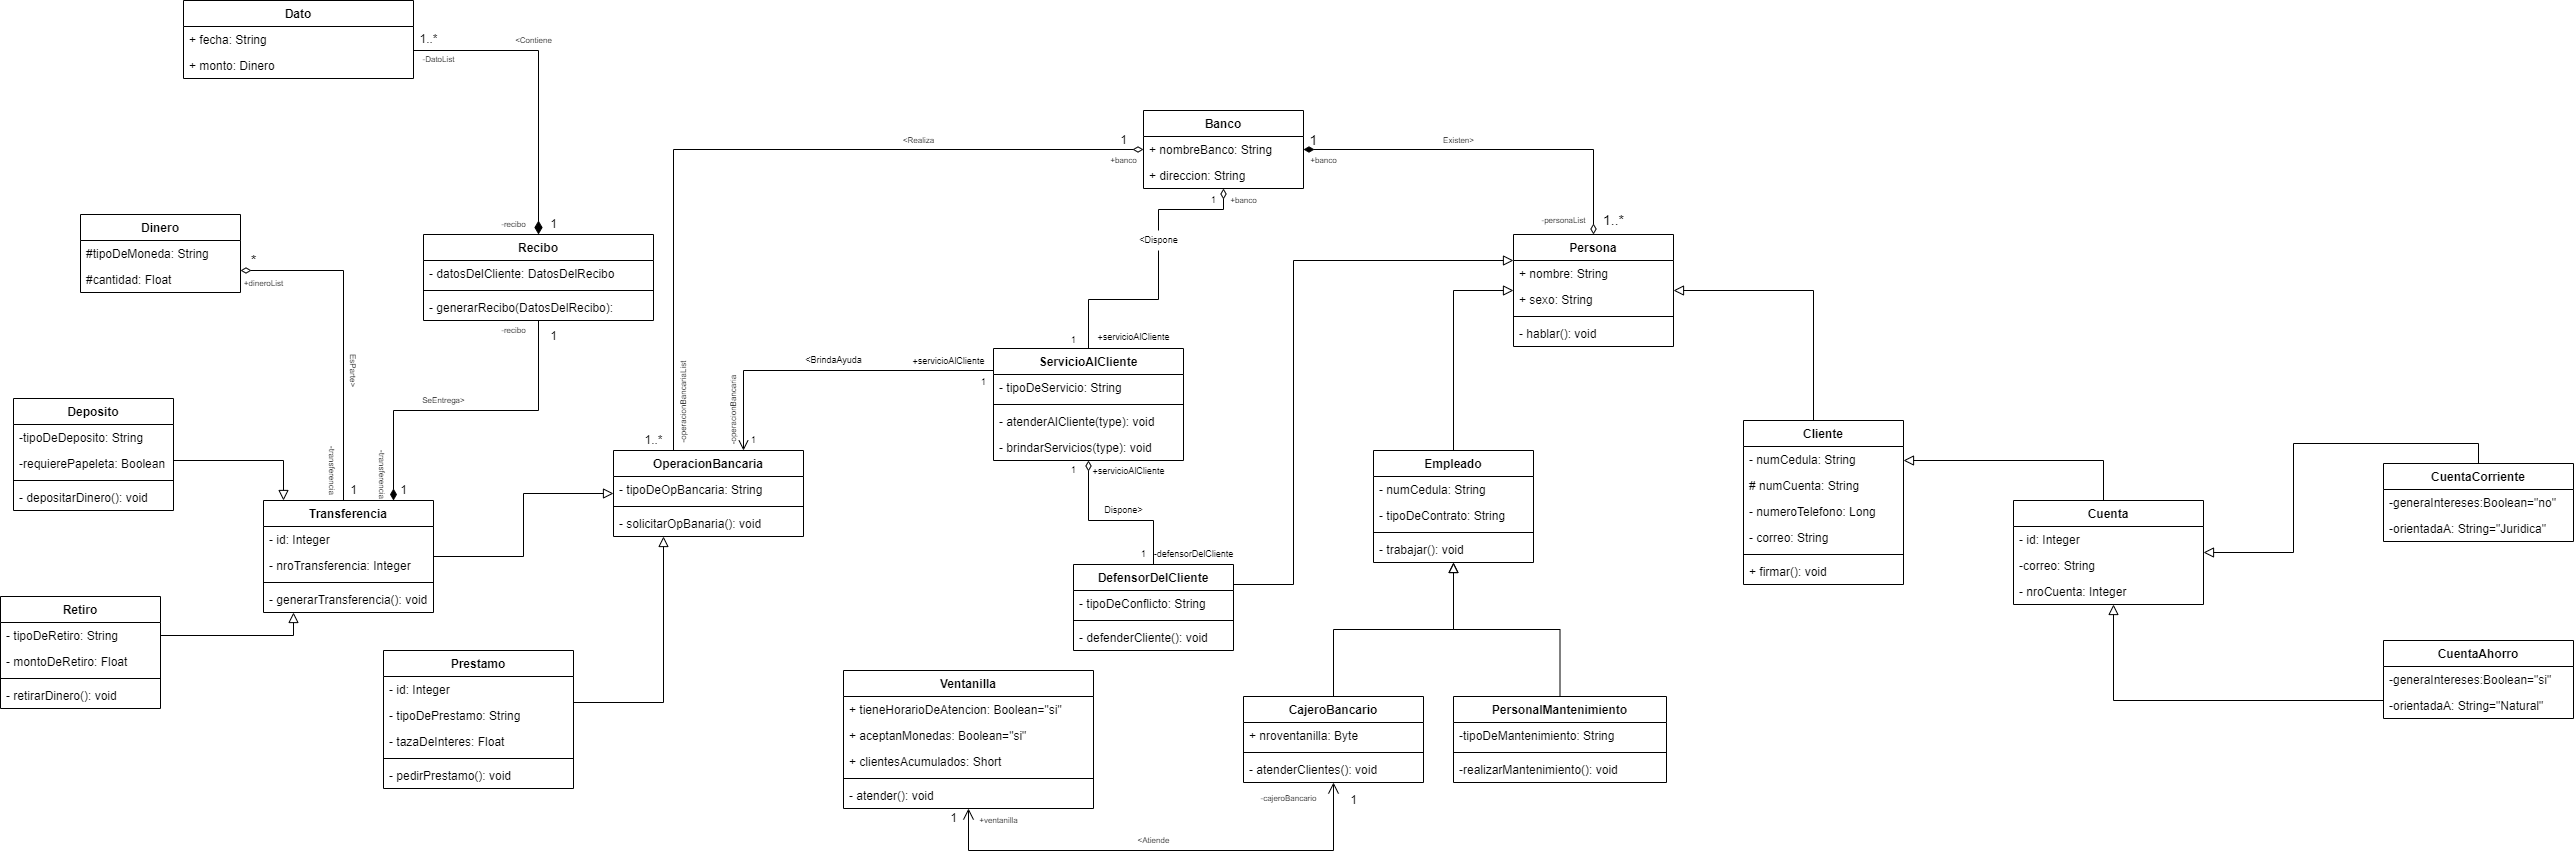 Dato
+ fecha: String
+ monto: Dinero
1..*
-DatoList
<Contiene
-recibo
1
Banco
+ nombreBanco: String
+ direccion: String
<Realiza
1
+banco
1
+banco
Existen>
1
+banco
<Dispone
-personaList
1..*
Dinero
#tipoDeMoneda: String
#cantidad: Float
*
+dineroList
EsParte>
-transferencia
1
Recibo
- datosDelCliente: DatosDelRecibo
- generarRecibo(DatosDelRecibo):
-recibo
1
SeEntrega>
-transferencia
1
Persona
+ nombre: String
+ sexo: String
- hablar(): void
1
+servicioAlCliente
ServicioAlCliente
- tipoDeServicio: String
- atenderAlCliente(type): void
- brindarServicios(type): void
<BrindaAyuda
+servicioAlCliente
1
-operacionBancaria
1
-operacionBancariaList
1..*
1
+servicioAlCliente
Dispone>
1
-defensorDelCliente
Deposito
-tipoDeDeposito: String
-requierePapeleta: Boolean
- depositarDinero(): void
Transferencia
- id: Integer
- nroTransferencia: Integer
- generarTransferencia(): void
OperacionBancaria
- tipoDeOpBancaria: String
- solicitarOpBanaria(): void
Empleado
- numCedula: String
- tipoDeContrato: String
- trabajar(): void
Cliente
- numCedula: String
# numCuenta: String
- numeroTelefono: Long
- correo: String
+ firmar(): void
Cuenta
- id: Integer
-correo: String
- nroCuenta: Integer
CuentaCorriente
-generaIntereses:Boolean="no"
-orientadaA: String="Juridica"
DefensorDelCliente
- tipoDeConflicto: String
- defenderCliente(): void
Retiro
- tipoDeRetiro: String
- montoDeRetiro: Float
- retirarDinero(): void
Prestamo
- id: Integer
- tipoDePrestamo: String
- tazaDeInteres: Float
- pedirPrestamo(): void
Ventanilla
+ tieneHorarioDeAtencion: Boolean="si"
+ aceptanMonedas: Boolean="si"
+ clientesAcumulados: Short
- atender(): void
CajeroBancario
+ nroventanilla: Byte
- atenderClientes(): void
PersonalMantenimiento
-tipoDeMantenimiento: String
-realizarMantenimiento(): void
CuentaAhorro
-generaIntereses:Boolean="si"
-orientadaA: String="Natural"
1
+ventanilla
<Atiende
-cajeroBancario
1